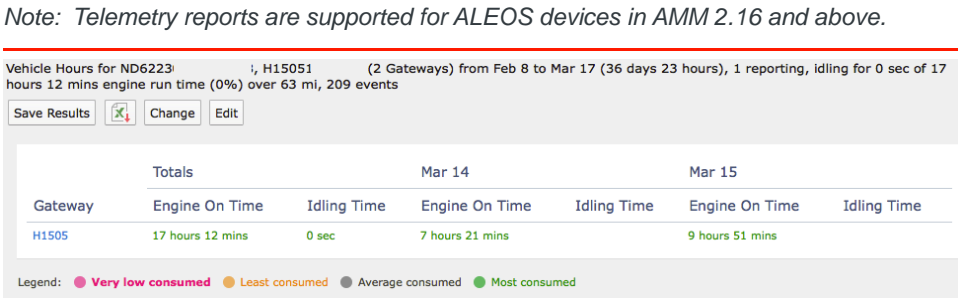 Note: Telemetry reports are supported for ALEOS devices in AMM 2.16 and above.
Vehicle Hours for ND6223 , H15051 (2 Gateways) from Feb 8 to Mar 17 (36 days 23 hours), 1 reporting, idling for 0 sec of 17
hours 12 mins engine run time (0%) over 63 mi, 209 events
Save Results Change Edit
Totals Mar 14 Mar 15
Gateway Engine On Time Idling Time Engine On Time Idling Time Engine On Time Idling Time
H1505 17 hours 12 mins 0 sec 7 hours 21 mins 9 hours 51 mins
Legend: Very low consumed Least consumed Average consumed Most consumed